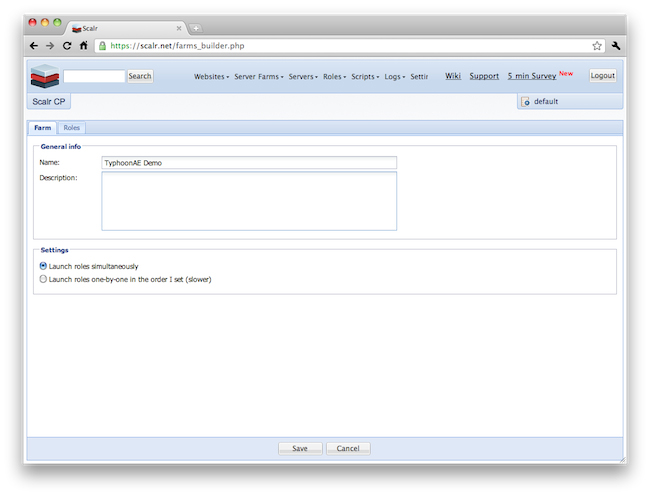 Scalr
https://scalr.net/farms_builder.php
Search Websites Server Farms Servers Roles Scripts Logs Settin Wiki Support 5 min Survey New Logout
Scalr CP default
Farm Roles
General info
Name: TyphoonAE Demo
Description:
Settings
Launch roles simultaneously
Launch roles one-by-one in the order I set (slower)
Save Cancel